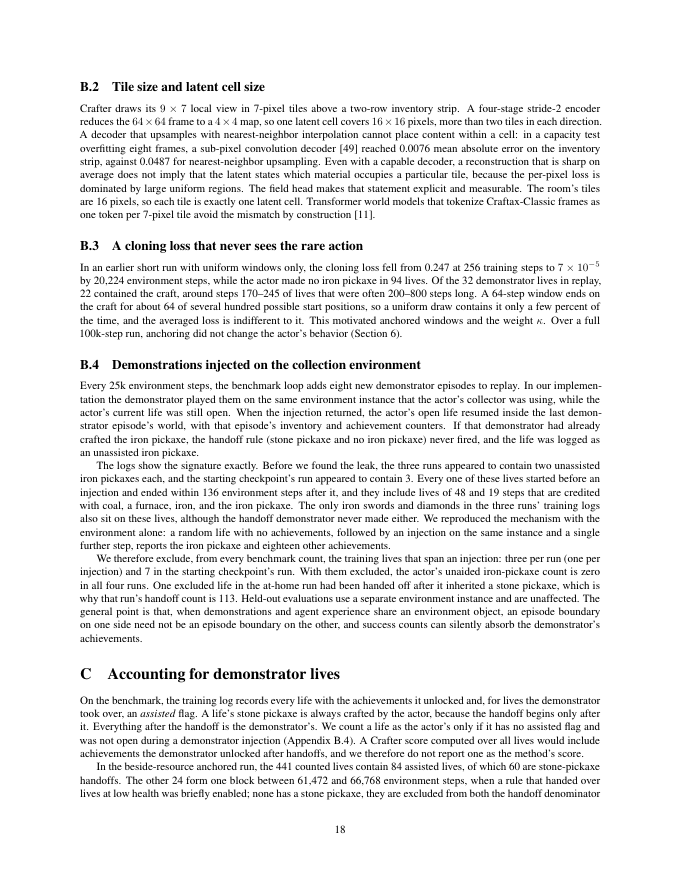 B.2 Tile size and latent cell size
Crafter draws its 9 × 7 local view in 7-pixel tiles above a two-row inventory strip. A four-stage stride-2 encoder
reduces the 64×64 frame to a 4×4 map, so one latent cell covers 16×16 pixels, more than two tiles in each direction.
A decoder that upsamples with nearest-neighbor interpolation cannot place content within a cell: in a capacity test
overfitting eight frames, a sub-pixel convolution decoder [49] reached 0.0076 mean absolute error on the inventory
strip, against 0.0487 for nearest-neighbor upsampling. Even with a capable decoder, a reconstruction that is sharp on
average does not imply that the latent states which material occupies a particular tile, because the per-pixel loss is
dominated by large uniform regions. The field head makes that statement explicit and measurable. The room's tiles
are 16 pixels, so each tile is exactly one latent cell. Transformer world models that tokenize Craftax-Classic frames as
one token per 7-pixel tile avoid the mismatch by construction [11].
B.3 A cloning loss that never sees the rare action
In an earlier short run with uniform windows only, the cloning loss fell from 0.247 at 256 training steps to 7 × 10⁻⁵
by 20,224 environment steps, while the actor made no iron pickaxe in 94 lives. Of the 32 demonstrator lives in replay,
22 contained the craft, around steps 170–245 of lives that were often 200–800 steps long. A 64-step window ends on
the craft for about 64 of several hundred possible start positions, so a uniform draw contains it only a few percent of
the time, and the averaged loss is indifferent to it. This motivated anchored windows and the weight κ. Over a full
100k-step run, anchoring did not change the actor's behavior (Section 6).
B.4 Demonstrations injected on the collection environment
Every 25k environment steps, the benchmark loop adds eight new demonstrator episodes to replay. In our implemen-
tation the demonstrator played them on the same environment instance that the actor's collector was using, while the
actor's current life was still open. When the injection returned, the actor's open life resumed inside the last demon-
strator episode's world, with that episode's inventory and achievement counters. If that demonstrator had already
crafted the iron pickaxe, the handoff rule (stone pickaxe and no iron pickaxe) never fired, and the life was logged as
an unassisted iron pickaxe.
The logs show the signature exactly. Before we found the leak, the three runs appeared to contain two unassisted
iron pickaxes each, and the starting checkpoint's run appeared to contain 3. Every one of these lives started before an
injection and ended within 136 environment steps after it, and they include lives of 48 and 19 steps that are credited
with coal, a furnace, iron, and the iron pickaxe. The only iron swords and diamonds in the three runs' training logs
also sit on these lives, although the handoff demonstrator never made either. We reproduced the mechanism with the
environment alone: a random life with no achievements, followed by an injection on the same instance and a single
further step, reports the iron pickaxe and eighteen other achievements.
We therefore exclude, from every benchmark count, the training lives that span an injection: three per run (one per
injection) and 7 in the starting checkpoint's run. With them excluded, the actor's unaided iron-pickaxe count is zero
in all four runs. One excluded life in the at-home run had been handed off after it inherited a stone pickaxe, which is
why that run's handoff count is 113. Held-out evaluations use a separate environment instance and are unaffected. The
general point is that, when demonstrations and agent experience share an environment object, an episode boundary
on one side need not be an episode boundary on the other, and success counts can silently absorb the demonstrator's
achievements.
C Accounting for demonstrator lives
On the benchmark, the training log records every life with the achievements it unlocked and, for lives the demonstrator
took over, an assisted flag. A life's stone pickaxe is always crafted by the actor, because the handoff begins only after
it. Everything after the handoff is the demonstrator's. We count a life as the actor's only if it has no assisted flag and
was not open during a demonstrator injection (Appendix B.4). A Crafter score computed over all lives would include
achievements the demonstrator unlocked after handoffs, and we therefore do not report one as the method's score.
In the beside-resource anchored run, the 441 counted lives contain 84 assisted lives, of which 60 are stone-pickaxe
handoffs. The other 24 form one block between 61,472 and 66,768 environment steps, when a rule that handed over
lives at low health was briefly enabled; none has a stone pickaxe, they are excluded from both the handoff denominator
18